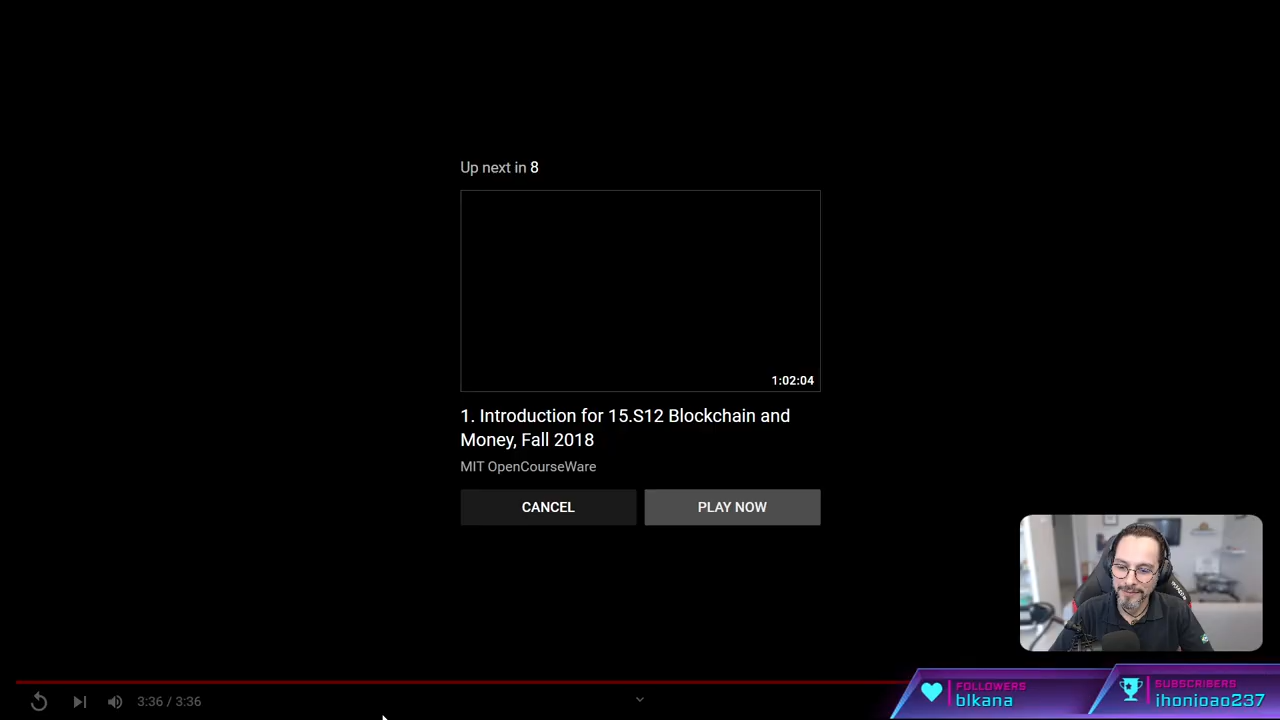 Up next in 8
1:02:04
1. Introduction for 15.S12 Blockchain and
Money, Fall 2018
MIT OpenCourseWare
CANCEL
PLAY NOW
3:36 / 3:36
FOLLOWERS
blkana
SUBSCRIBERS
jhonjoao237